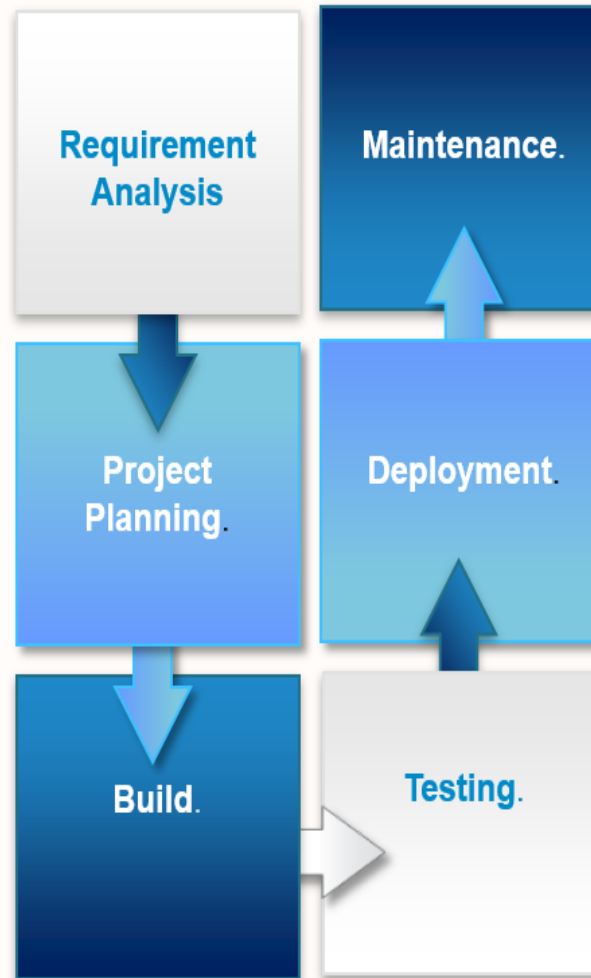 Requirement
Analysis
Project
Planning.
Build.
Testing.
Deployment.
Maintenance.